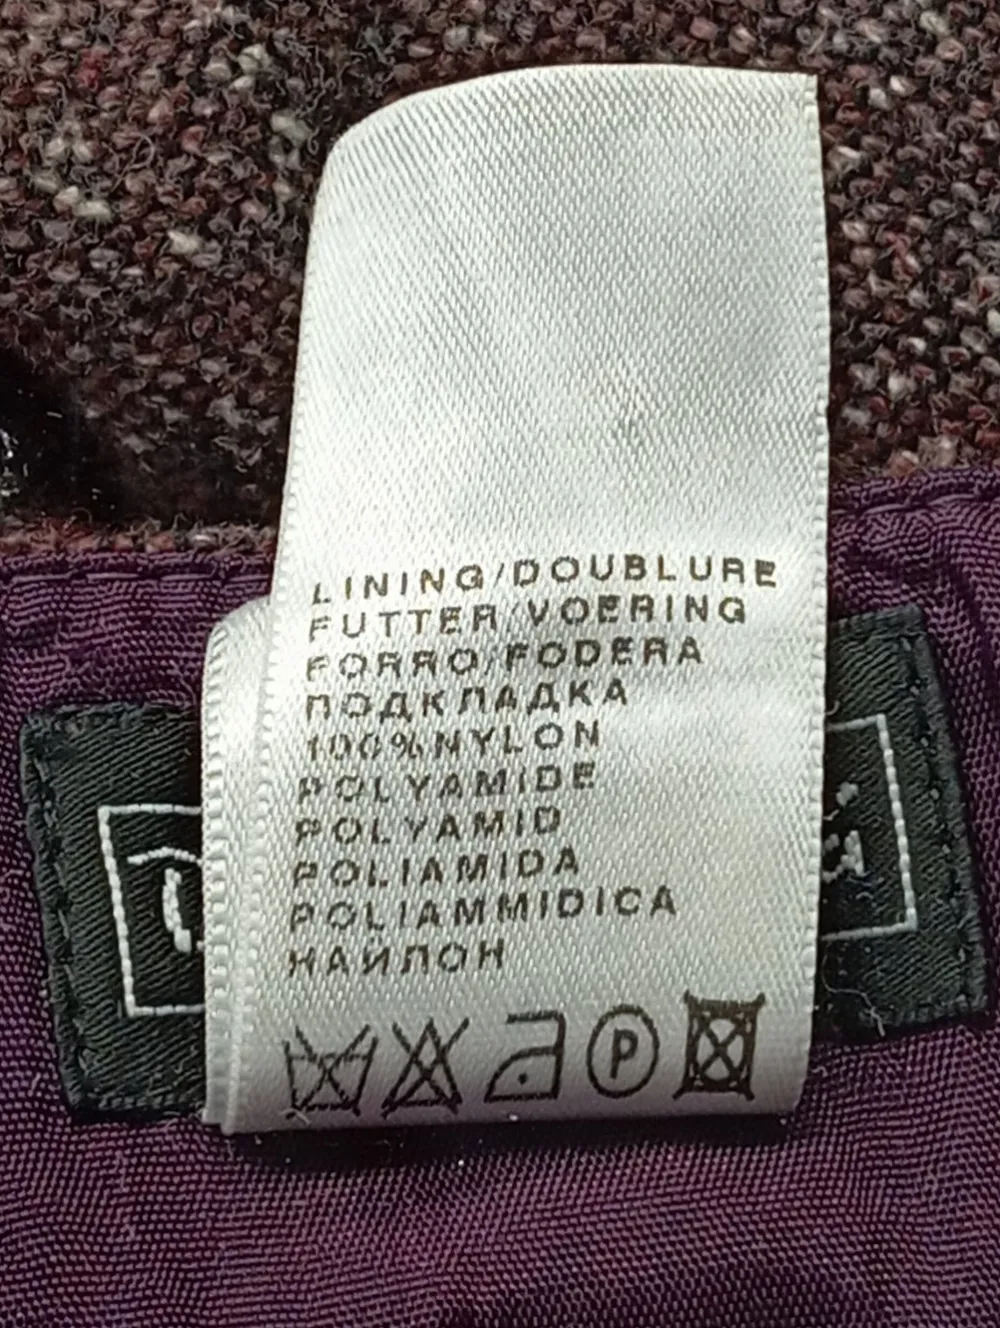 LINING/DOUBLURE
FUTTER/VOERING
FORRO/FODERA
ПОДКЛАДКА
100%NYLON
POLYAMIDE
POLYAMID
POLIAMIDA
POLIAMMIDICA
НАЙЛОН
P